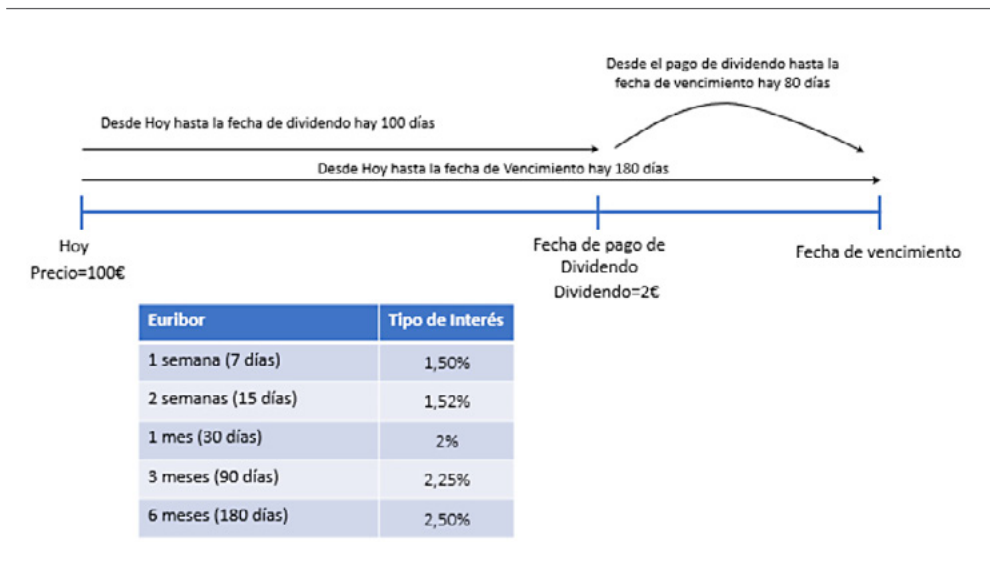 Desde el pago de dividendo hasta la
fecha de vencimiento hay 80 días
Desde Hoy hasta la fecha de dividendo hay 100 días
Desde Hoy hasta la fecha de Vencimiento hay 180 días
Hoy
Precio=100€
Fecha de pago de
Dividendo
Dividendo=2€
Fecha de vencimiento
Euribor Tipo de Interés
1 semana (7 días) 1,50%
2 semanas (15 días) 1,52%
1 mes (30 días) 2%
3 meses (90 días) 2,25%
6 meses (180 días) 2,50%